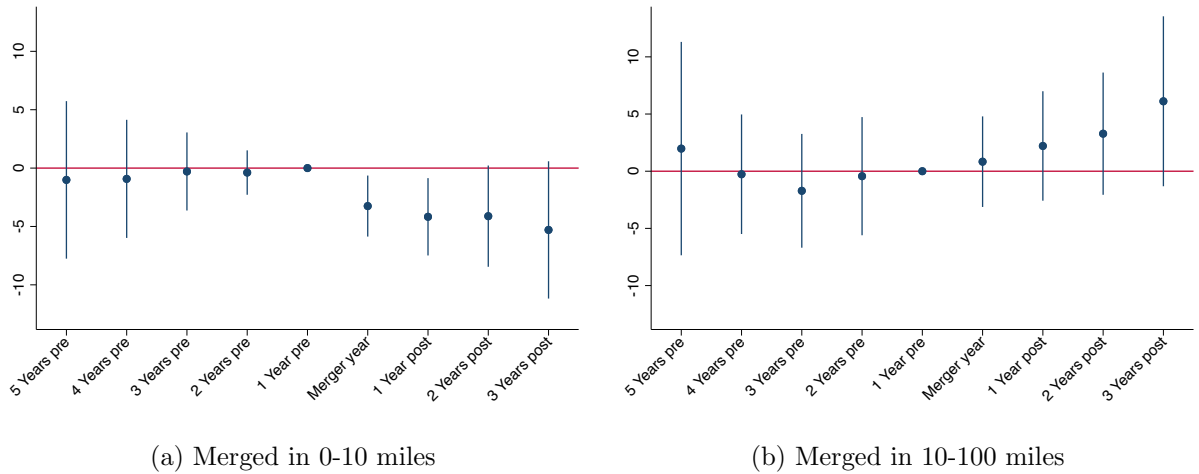 10
5
0
-5
-10
5 Years pre
4 Years pre
3 Years pre
2 Years pre
1 Year pre
Merger year
1 Year post
2 Years post
3 Years post
(a) Merged in 0-10 miles
10
5
0
-5
-10
5 Years pre
4 Years pre
3 Years pre
2 Years pre
1 Year pre
Merger year
1 Year post
2 Years post
3 Years post
(b) Merged in 10-100 miles